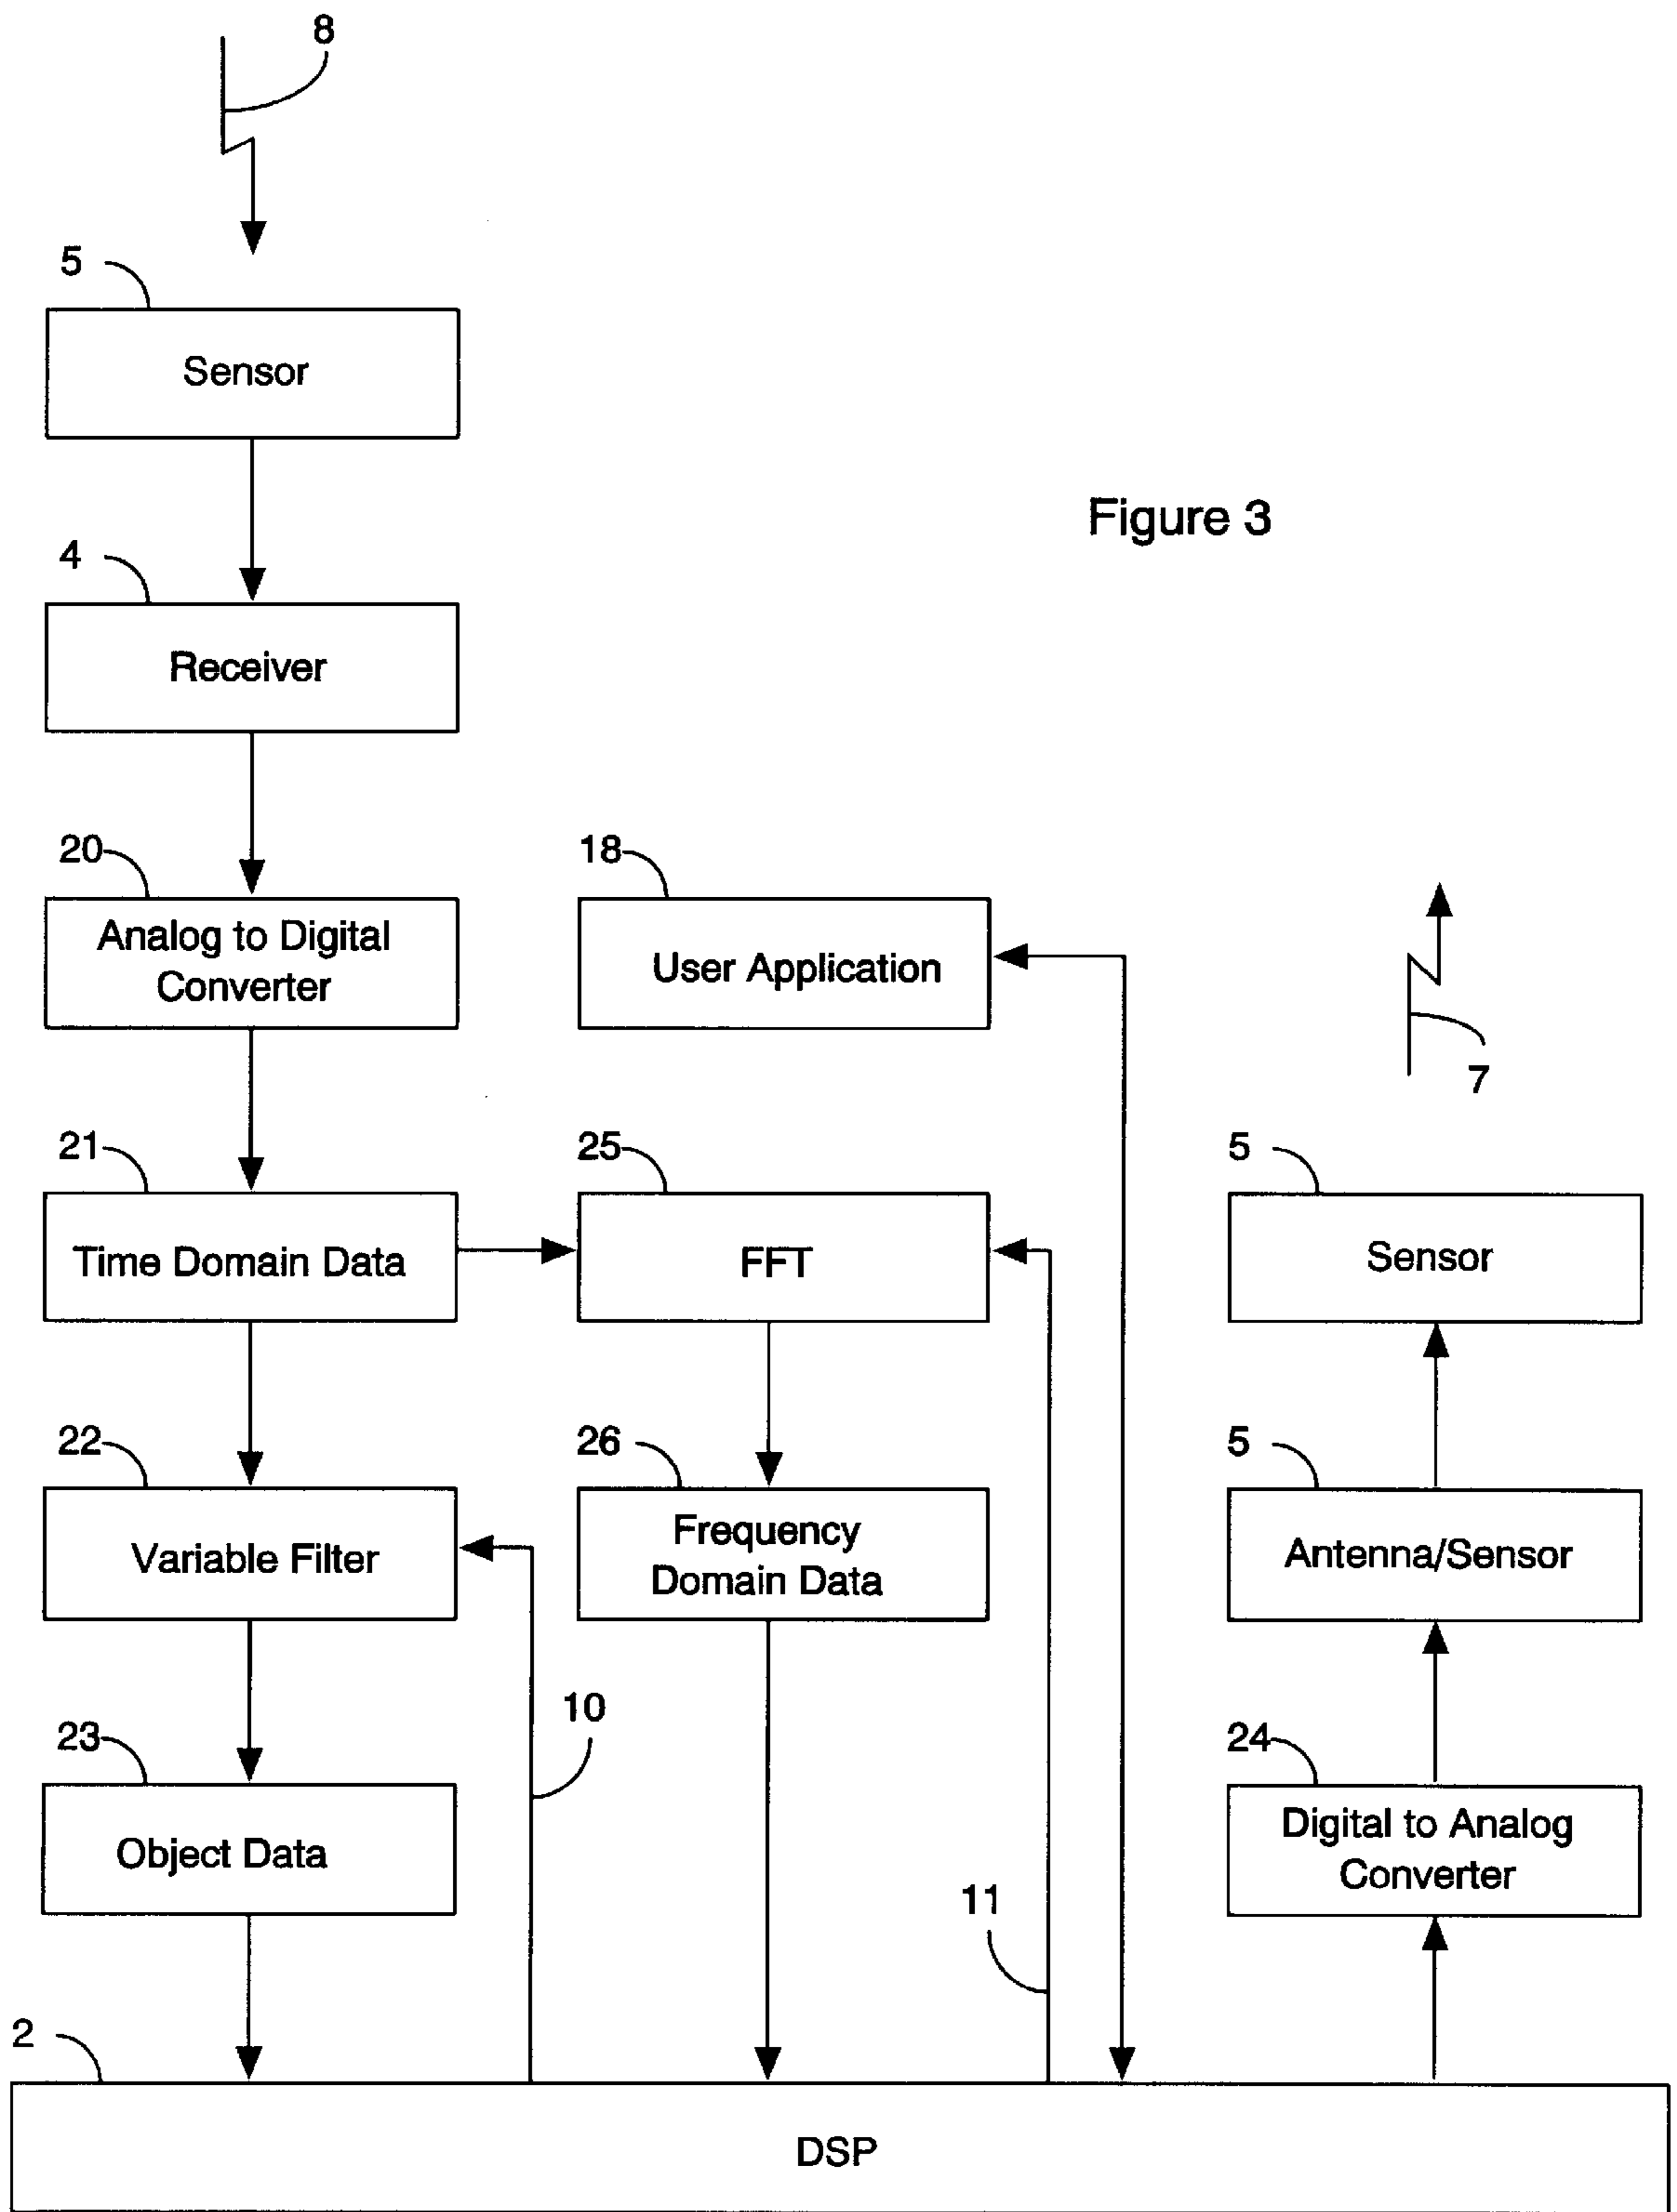 8
5
Sensor
Figure 3
4
Receiver
20
Analog to Digital
Converter
18
User Application
7
21
Time Domain Data
25
FFT
5
Sensor
22
Variable Filter
26
Frequency
Domain Data
5
Antenna/Sensor
10
23
Object Data
24
Digital to Analog
Converter
11
2
DSP